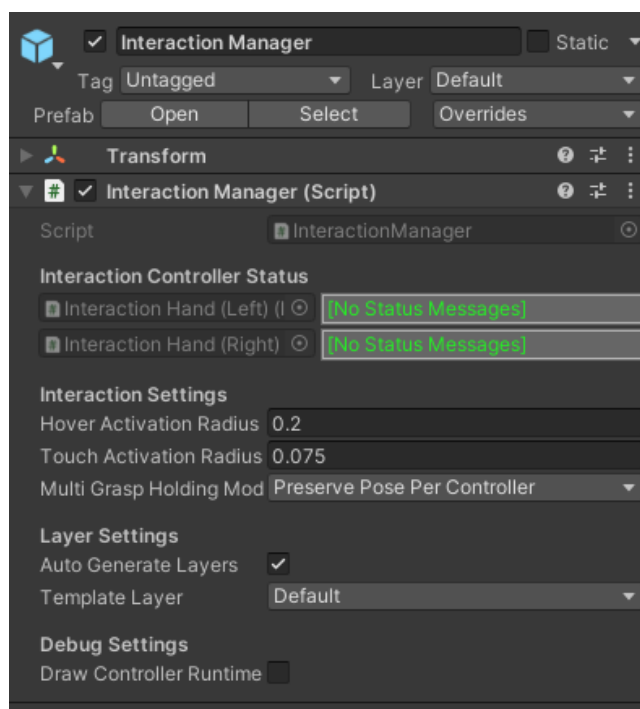 Interaction Manager Static
Tag Untagged Layer Default
Prefab Open Select Overrides
Transform
# Interaction Manager (Script)
Script # InteractionManager
Interaction Controller Status
# Interaction Hand (Left) (I [No Status Messages]
# Interaction Hand (Right) [No Status Messages]
Interaction Settings
Hover Activation Radius 0.2
Touch Activation Radius 0.075
Multi Grasp Holding Mod Preserve Pose Per Controller
Layer Settings
Auto Generate Layers
Template Layer Default
Debug Settings
Draw Controller Runtime